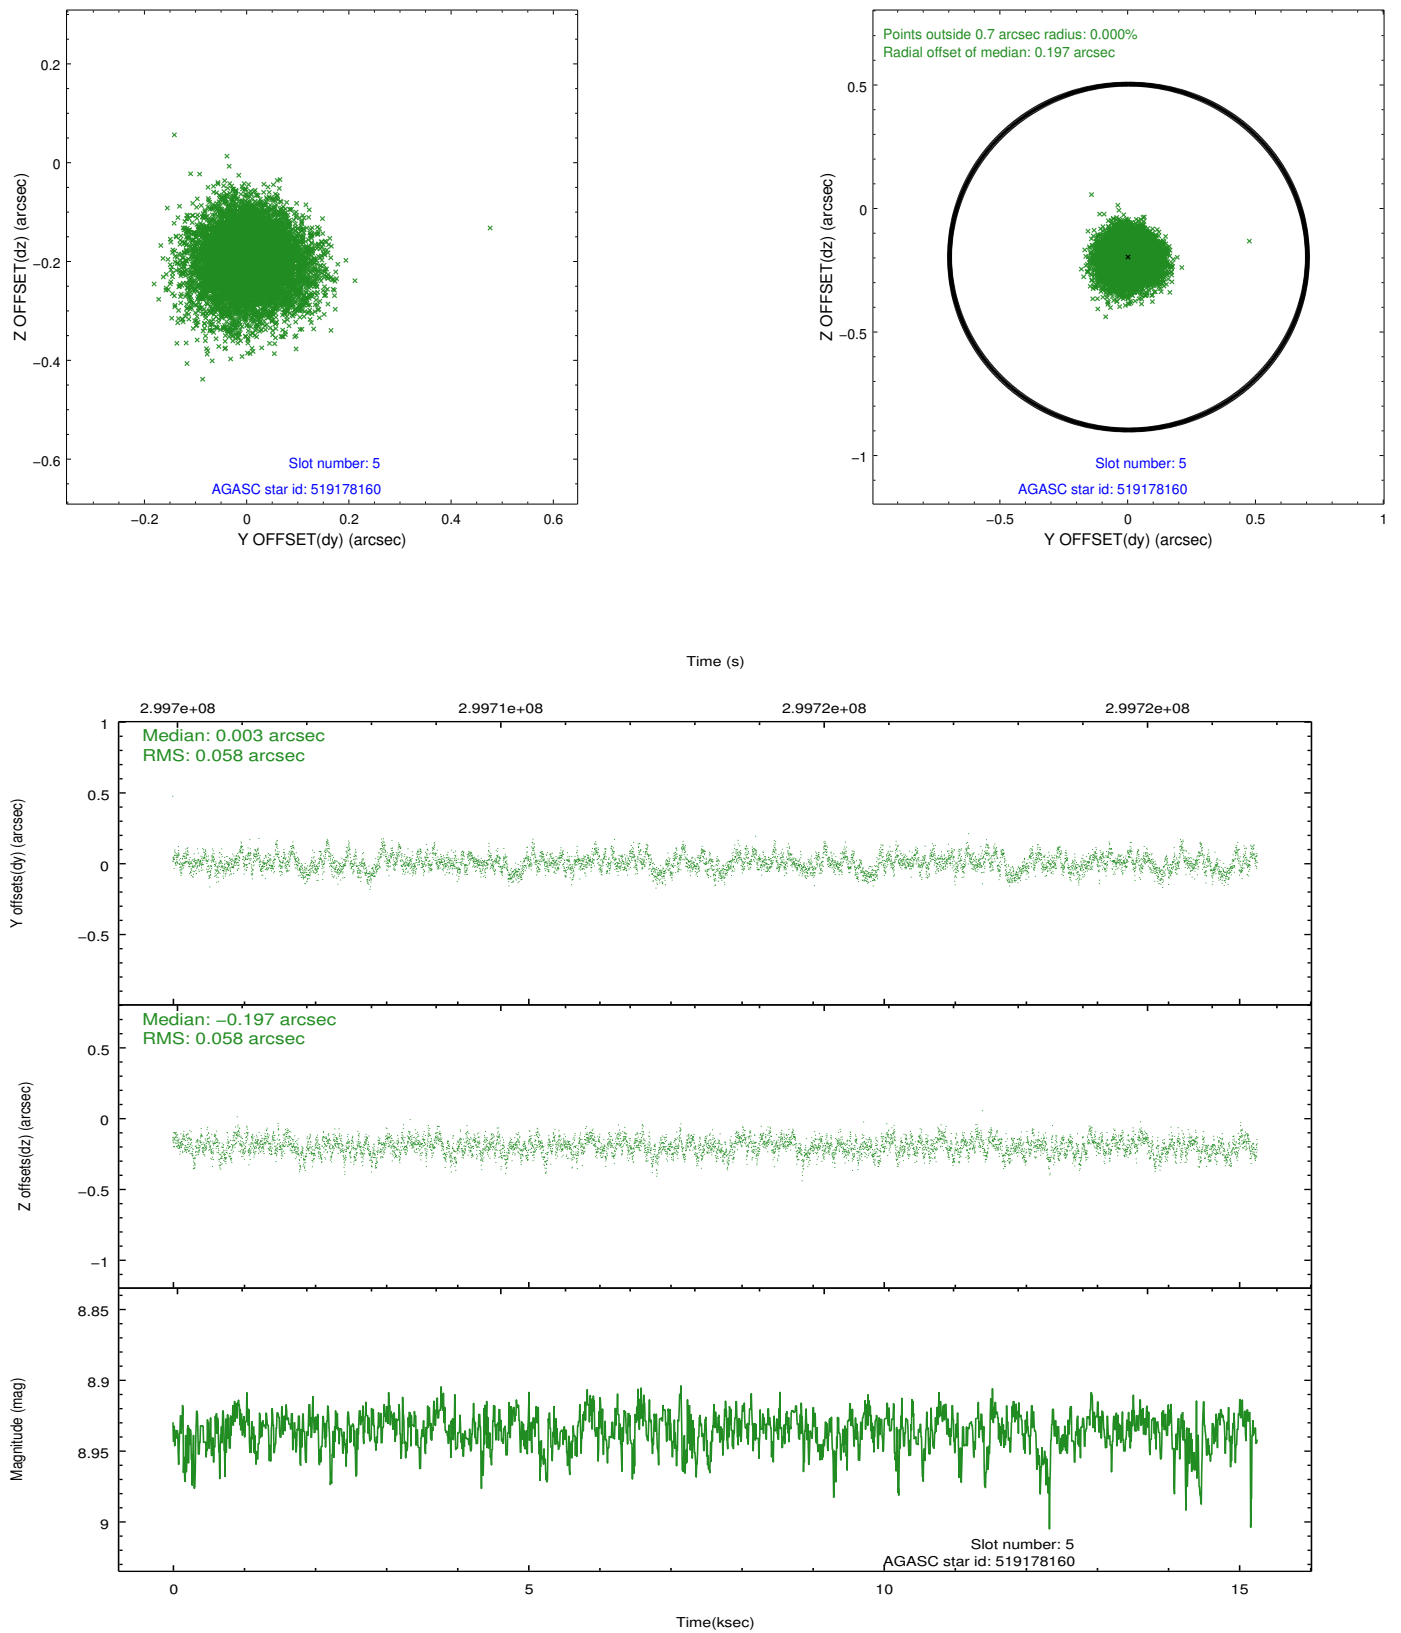 0.2
0
−0.2
−0.4
−0.6
Z OFFSET(dz) (arcsec)
Slot number: 5
AGASC star id: 519178160
−0.2 0 0.2 0.4 0.6
Y OFFSET(dy) (arcsec)
Points outside 0.7 arcsec radius: 0.000%
Radial offset of median: 0.197 arcsec
0.5
0
−0.5
−1
Z OFFSET(dz) (arcsec)
Slot number: 5
AGASC star id: 519178160
−0.5 0 0.5 1
Y OFFSET(dy) (arcsec)
Time (s)
2.997e+08 2.9971e+08 2.9972e+08 2.9972e+08
Median: 0.003 arcsec
RMS: 0.058 arcsec
1
0.5
0
−0.5
Y offsets(dy) (arcsec)
Median: −0.197 arcsec
RMS: 0.058 arcsec
0.5
0
−0.5
−1
Z offsets(dz) (arcsec)
8.85
8.9
8.95
9
Magnitude (mag)
Slot number: 5
AGASC star id: 519178160
0 5 10 15
Time(ksec)